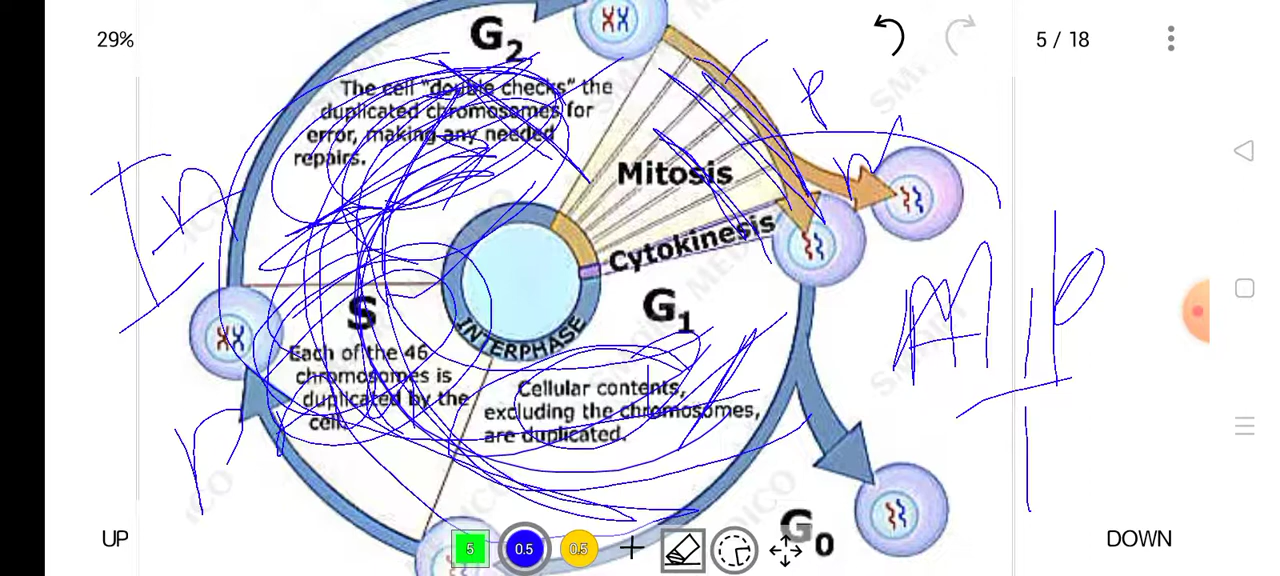 29%
5 / 18
G2
The cell "double checks" the
duplicated chromosomes for
error, making any needed
repairs.
Mitosis
Cytokinesis
S
Each of the 46
chromosomes is
duplicated by the
cell.
INTERPHASE
G1
Cellular contents,
excluding the chromosomes,
are duplicated.
G0
UP
5
0.5
0.5
DOWN